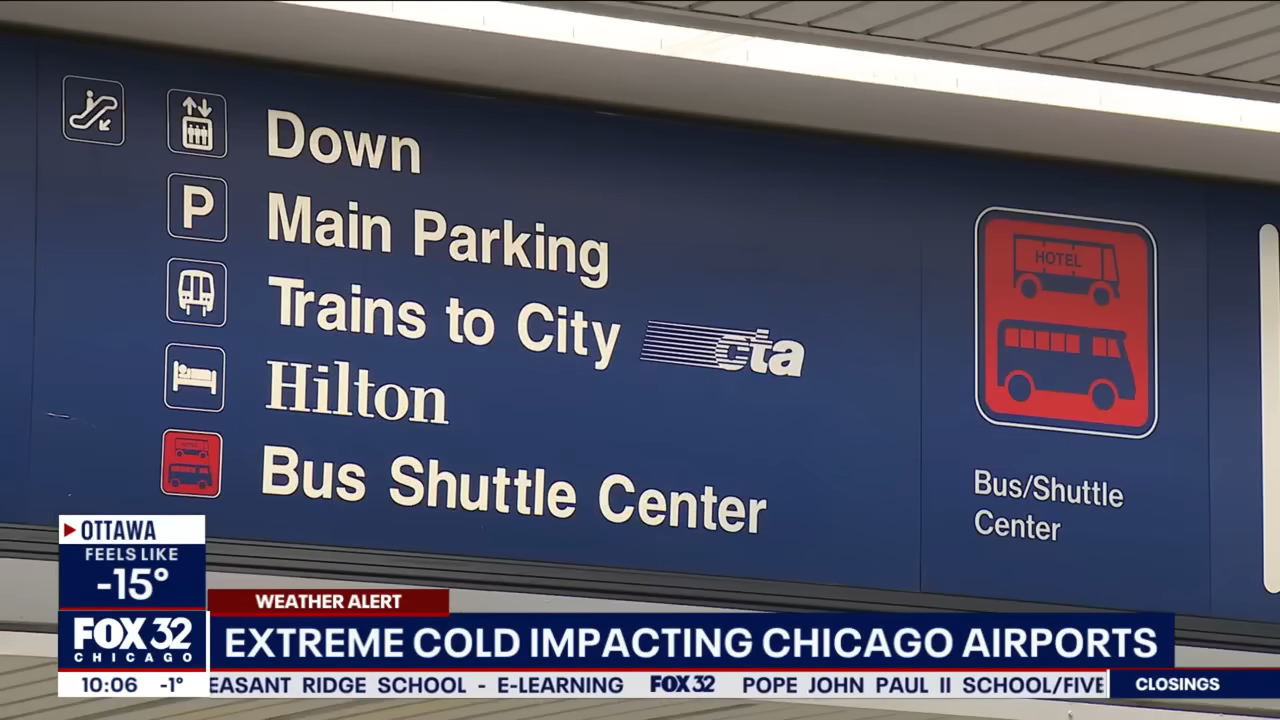 Down
P
Main Parking
Trains to City cta
Hilton
Bus Shuttle Center
HOTEL
Bus/Shuttle
Center
OTTAWA
FEELS LIKE
-15°
WEATHER ALERT
FOX 32
CHICAGO
EXTREME COLD IMPACTING CHICAGO AIRPORTS
10:06 -1° EASANT RIDGE SCHOOL - E-LEARNING FOX 32 POPE JOHN PAUL II SCHOOL/FIVE CLOSINGS